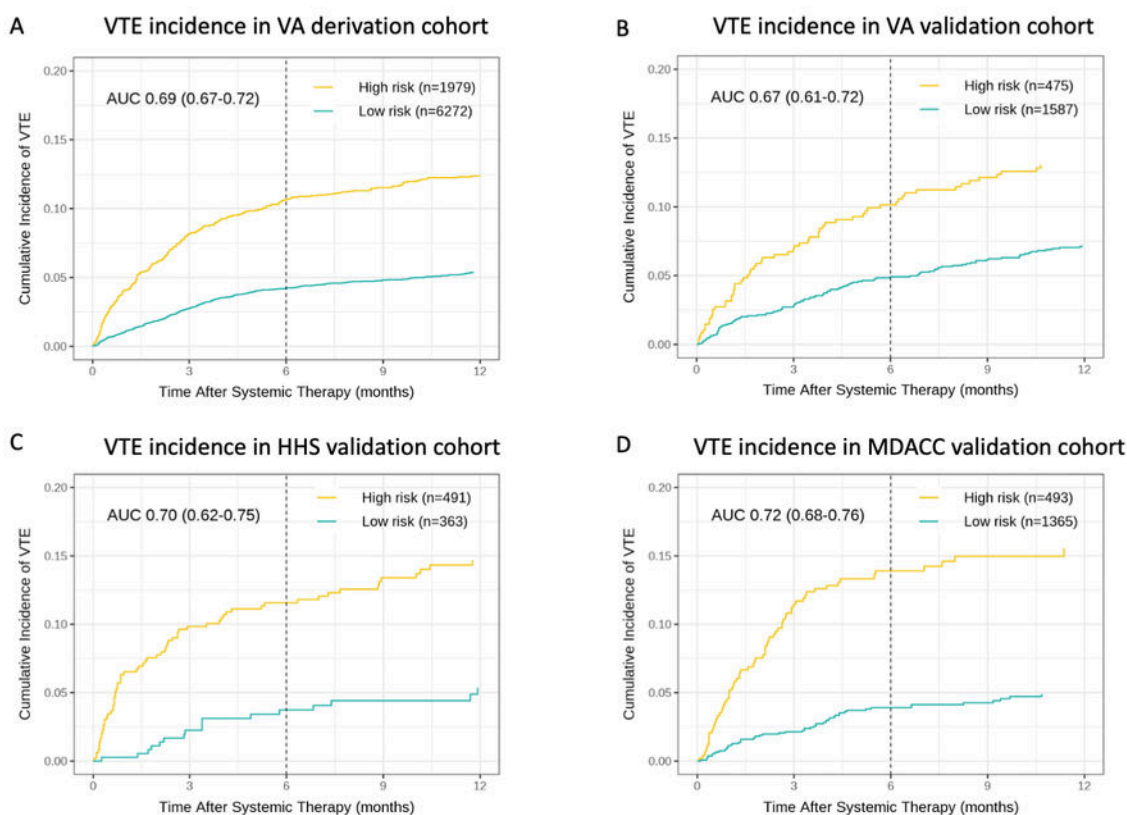 A
VTE incidence in VA derivation cohort
0.20
0.15
0.10
0.05
0.00
Cumulative Incidence of VTE
AUC 0.69 (0.67-0.72)
High risk (n=1979)
Low risk (n=6272)
0 3 6 9 12
Time After Systemic Therapy (months)
B
VTE incidence in VA validation cohort
0.20
0.15
0.10
0.05
0.00
Cumulative Incidence of VTE
AUC 0.67 (0.61-0.72)
High risk (n=475)
Low risk (n=1587)
0 3 6 9 12
Time After Systemic Therapy (months)
C
VTE incidence in HHS validation cohort
0.20
0.15
0.10
0.05
0.00
Cumulative Incidence of VTE
AUC 0.70 (0.62-0.75)
High risk (n=491)
Low risk (n=363)
0 3 6 9 12
Time After Systemic Therapy (months)
D
VTE incidence in MDACC validation cohort
0.20
0.15
0.10
0.05
0.00
Cumulative Incidence of VTE
AUC 0.72 (0.68-0.76)
High risk (n=493)
Low risk (n=1365)
0 3 6 9 12
Time After Systemic Therapy (months)